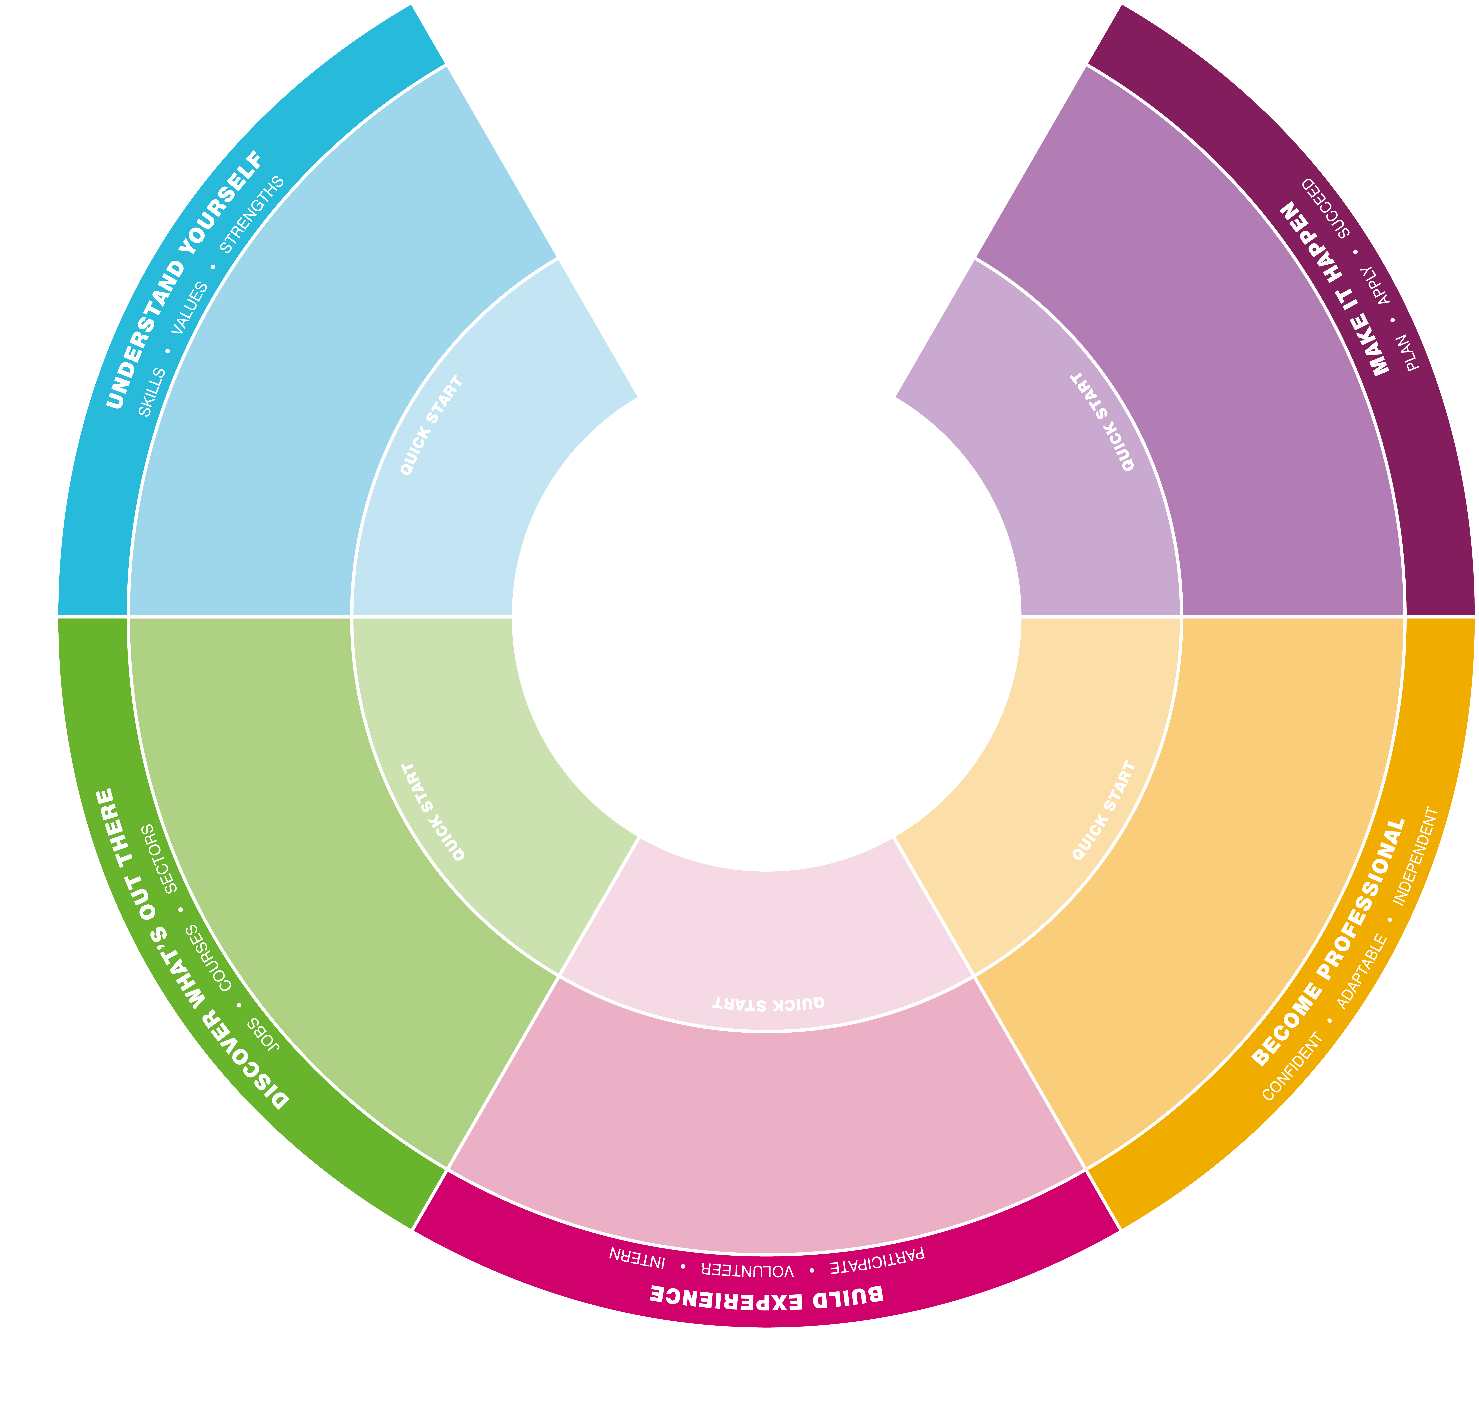 UNDERSTAND YOURSELF
SKILLS • VALUES • STRENGTHS
QUICK START
DISCOVER WHAT'S OUT THERE
JOBS • COURSES • SECTORS
QUICK START
BUILD EXPERIENCE
PARTICIPATE • VOLUNTEER • INTERN
QUICK START
BECOME PROFESSIONAL
CONFIDENT • ADAPTABLE • INDEPENDENT
QUICK START
MAKE IT HAPPEN
PLAN • APPLY • SUCCEED
QUICK START